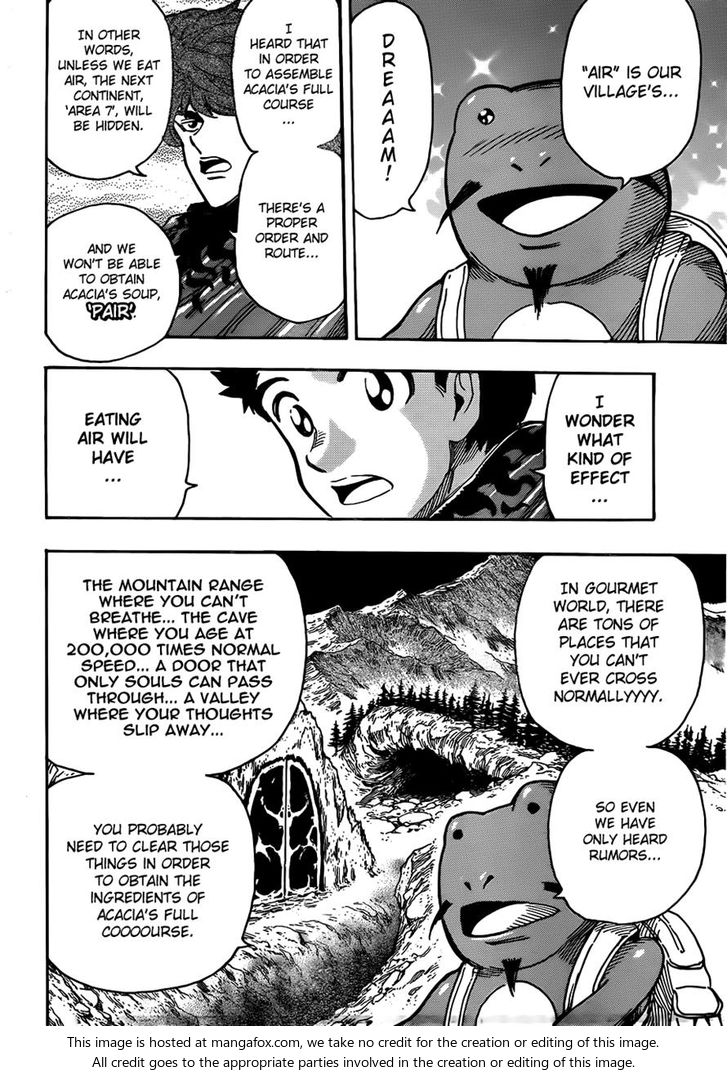 "AIR" IS OUR
VILLAGE'S...
DREAAAM!
I
HEARD THAT
IN ORDER
TO ASSEMBLE
ACACIA'S FULL
COURSE
...
THERE'S A
PROPER
ORDER AND
ROUTE...
IN OTHER
WORDS,
UNLESS WE EAT
AIR, THE NEXT
CONTINENT,
'AREA 7', WILL
BE HIDDEN.
AND WE
WON'T BE ABLE
TO OBTAIN
ACACIA'S SOUP,
'PAIR'.
I
WONDER
WHAT
KIND OF
EFFECT
...
EATING
AIR WILL
HAVE
...
IN GOURMET
WORLD, THERE
ARE TONS OF
PLACES THAT
YOU CAN'T
EVER CROSS
NORMALLYYYY.
SO EVEN
WE HAVE
ONLY HEARD
RUMORS...
THE MOUNTAIN RANGE
WHERE YOU CAN'T
BREATHE... THE CAVE
WHERE YOU AGE AT
200,000 TIMES NORMAL
SPEED... A DOOR THAT
ONLY SOULS CAN PASS
THROUGH... A VALLEY
WHERE YOUR THOUGHTS
SLIP AWAY...
YOU PROBABLY
NEED TO CLEAR THOSE
THINGS IN ORDER
TO OBTAIN THE
INGREDIENTS OF
ACACIA'S FULL
COOOOURSE.
This image is hosted at mangafox.com, we take no credit for the creation or editing of this image.
All credit goes to the appropriate parties involved in the creation or editing of this image.